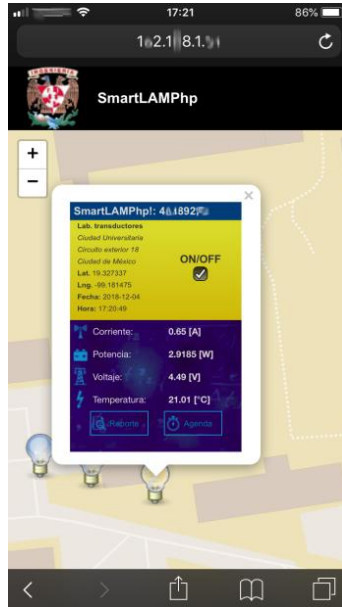 17:21
86%
SmartLAMPhp
INGENIERIA
+
−
×
SmartLAMPhp!:
Lab. transductores
Ciudad Universitaria
Circuito exterior 18
Ciudad de México
Lat. 19.327337
Lng. -99.181475
Fecha: 2018-12-04
Hora: 17:20:49
ON/OFF
Corriente: 0.65 [A]
Potencia: 2.9185 [W]
Voltaje: 4.49 [V]
Temperatura: 21.01 [°C]
Reporte
Agenda